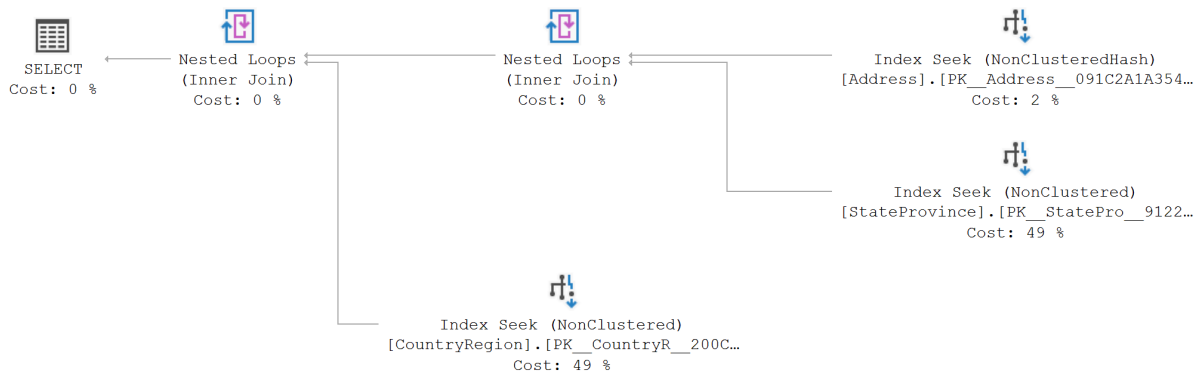 SELECT
Cost: 0 %
Nested Loops
(Inner Join)
Cost: 0 %
Nested Loops
(Inner Join)
Cost: 0 %
Index Seek (NonClusteredHash)
[Address].[PK__Address__091C2A1A354…
Cost: 2 %
Index Seek (NonClustered)
[StateProvince].[PK__StatePro__9122…
Cost: 49 %
Index Seek (NonClustered)
[CountryRegion].[PK__CountryR__200C…
Cost: 49 %